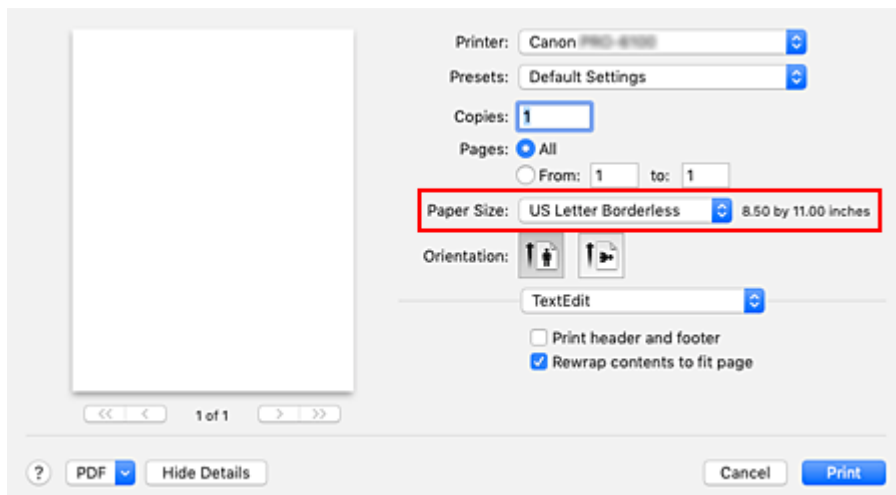 Printer: Canon
Presets: Default Settings
Copies: 1
Pages: All
From: 1 to: 1
Paper Size: US Letter Borderless 8.50 by 11.00 inches
Orientation:
TextEdit
Print header and footer
Rewrap contents to fit page
<< < 1 of 1 > >>
? PDF Hide Details Cancel Print